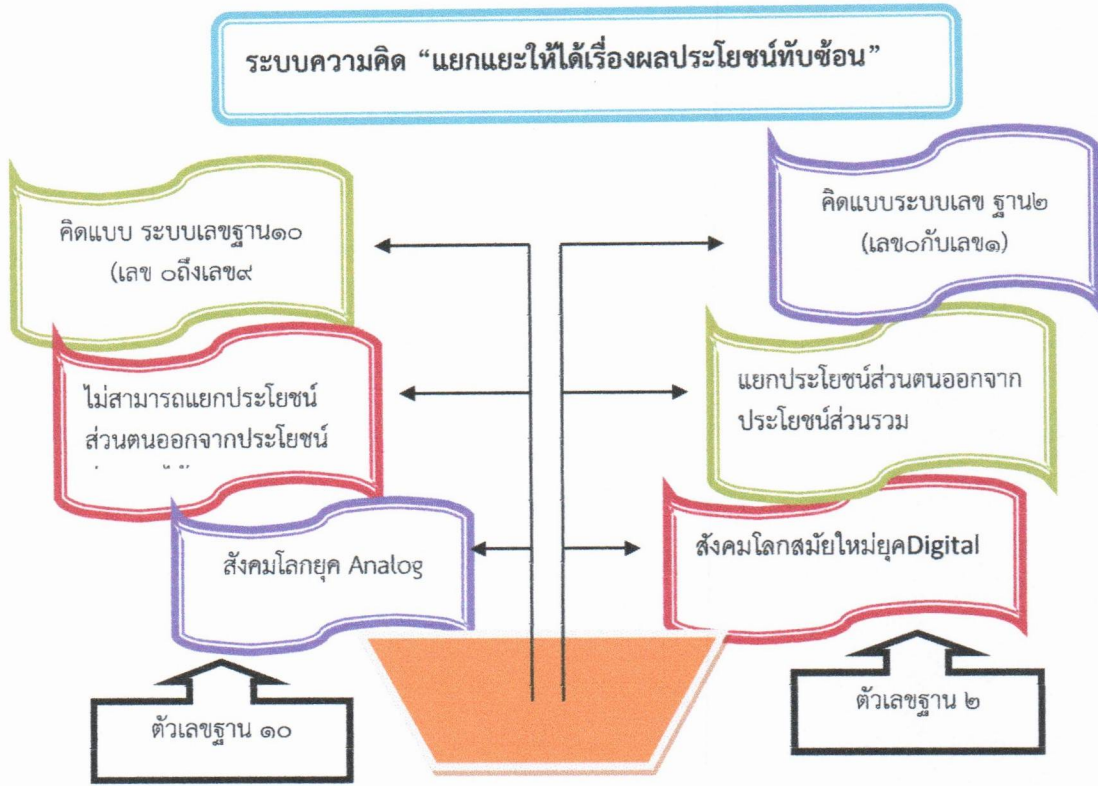 ระบบความคิด “แยกแยะให้ได้เรื่องผลประโยชน์ทับซ้อน”
คิดแบบ ระบบเลขฐาน๑๐
(เลข ๐ถึงเลข๙
ไม่สามารถแยกประโยชน์
ส่วนตนออกจากประโยชน์
สังคมโลกยุค Analog
ตัวเลขฐาน ๑๐
คิดแบบระบบเลข ฐาน๒
(เลข๐กับเลข๑)
แยกประโยชน์ส่วนตนออกจาก
ประโยชน์ส่วนรวม
สังคมโลกสมัยใหม่ยุคDigital
ตัวเลขฐาน ๒